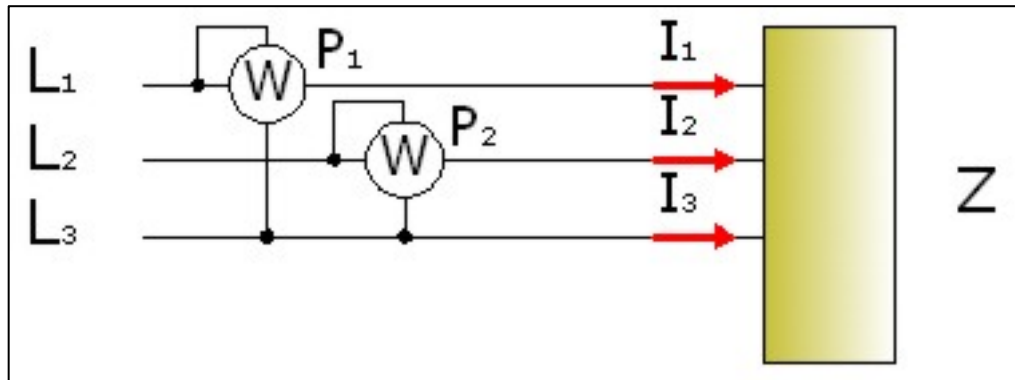 L₁ W P₁ I₁
L₂ W P₂ I₂
L₃ I₃
Z